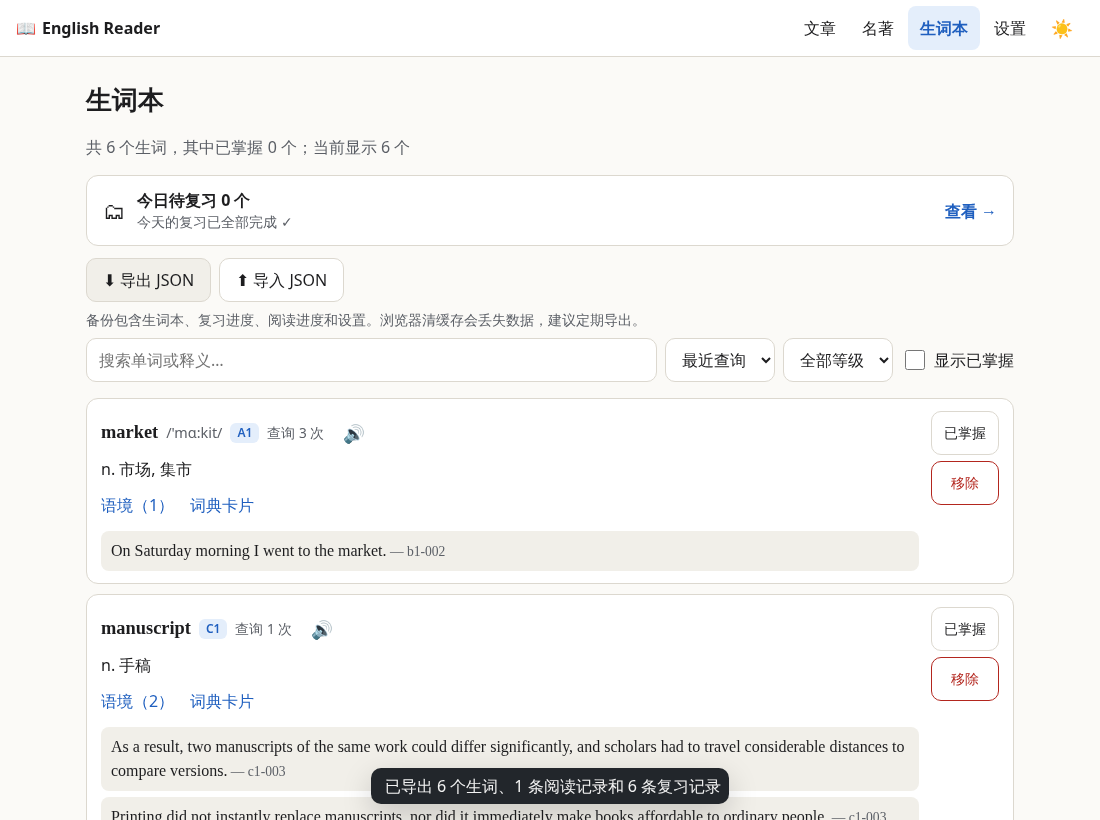 📖 English Reader
文章 名著 生词本 设置 ☀️
生词本
共 6 个生词，其中已掌握 0 个；当前显示 6 个
🗂 今日待复习 0 个
今天的复习已全部完成 ✓
查看 →
⬇ 导出 JSON ⬆ 导入 JSON
备份包含生词本、复习进度、阅读进度和设置。浏览器清缓存会丢失数据，建议定期导出。
搜索单词或释义... 最近查询 全部等级 显示已掌握
market /'mɑ:kit/ A1 查询 3 次 🔊 已掌握
n. 市场, 集市
移除
语境（1） 词典卡片
On Saturday morning I went to the market. — b1-002
manuscript C1 查询 1 次 🔊 已掌握
n. 手稿
移除
语境（2） 词典卡片
As a result, two manuscripts of the same work could differ significantly, and scholars had to travel considerable distances to
compare versions. — c1-003
已导出 6 个生词、1 条阅读记录和 6 条复习记录
Printing did not instantly replace manuscripts, nor did it immediately make books affordable to ordinary people. — c1-003